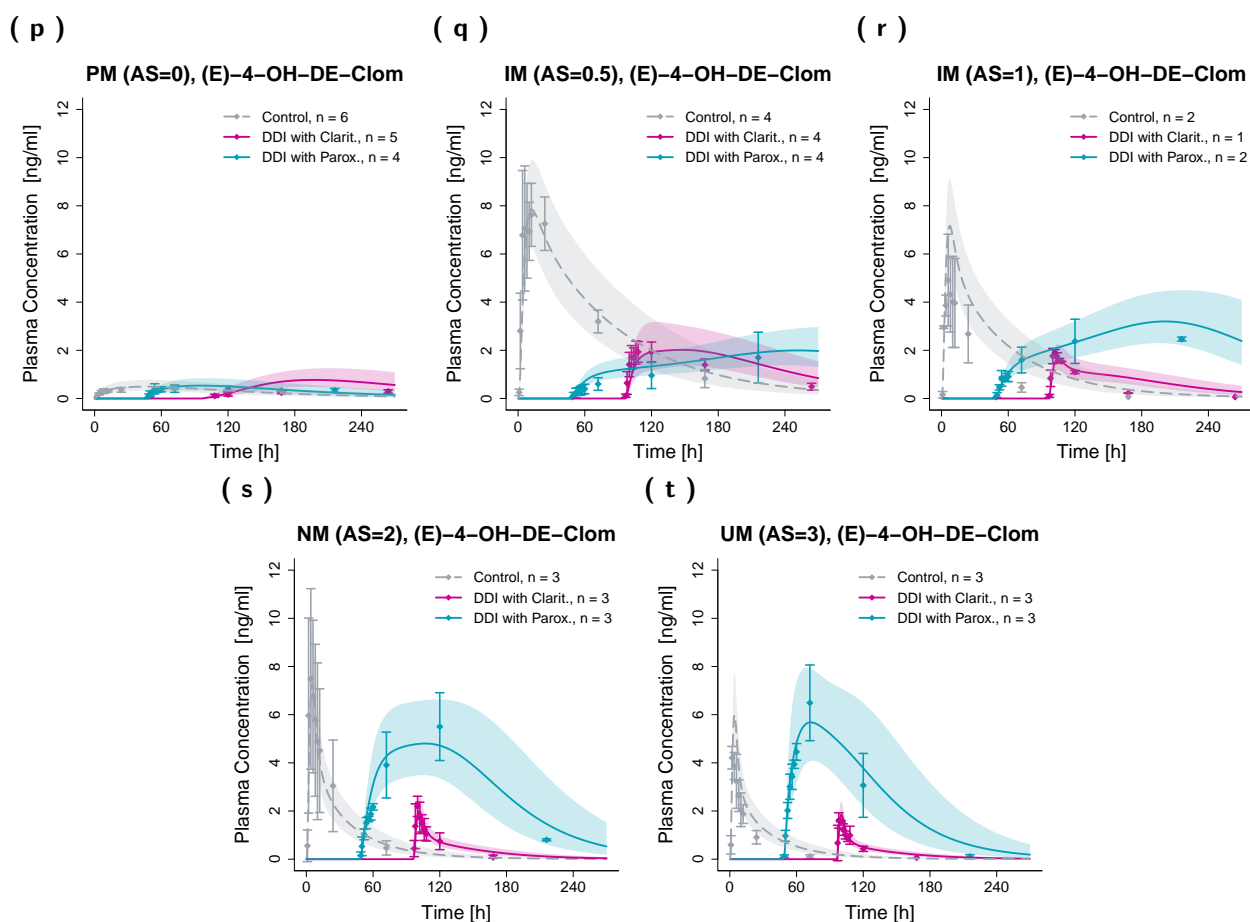 ( p )
PM (AS=0), (E)−4−OH−DE−Clom
Control, n = 6
DDI with Clarit., n = 5
DDI with Parox., n = 4
Plasma Concentration [ng/ml]
12
10
8
6
4
2
0
0 60 120 180 240
Time [h]
( q )
IM (AS=0.5), (E)−4−OH−DE−Clom
Control, n = 4
DDI with Clarit., n = 4
DDI with Parox., n = 4
Plasma Concentration [ng/ml]
12
10
8
6
4
2
0
0 60 120 180 240
Time [h]
( r )
IM (AS=1), (E)−4−OH−DE−Clom
Control, n = 2
DDI with Clarit., n = 1
DDI with Parox., n = 2
Plasma Concentration [ng/ml]
12
10
8
6
4
2
0
0 60 120 180 240
Time [h]
( s )
NM (AS=2), (E)−4−OH−DE−Clom
Control, n = 3
DDI with Clarit., n = 3
DDI with Parox., n = 3
Plasma Concentration [ng/ml]
12
10
8
6
4
2
0
0 60 120 180 240
Time [h]
( t )
UM (AS=3), (E)−4−OH−DE−Clom
Control, n = 3
DDI with Clarit., n = 3
DDI with Parox., n = 3
Plasma Concentration [ng/ml]
12
10
8
6
4
2
0
0 60 120 180 240
Time [h]